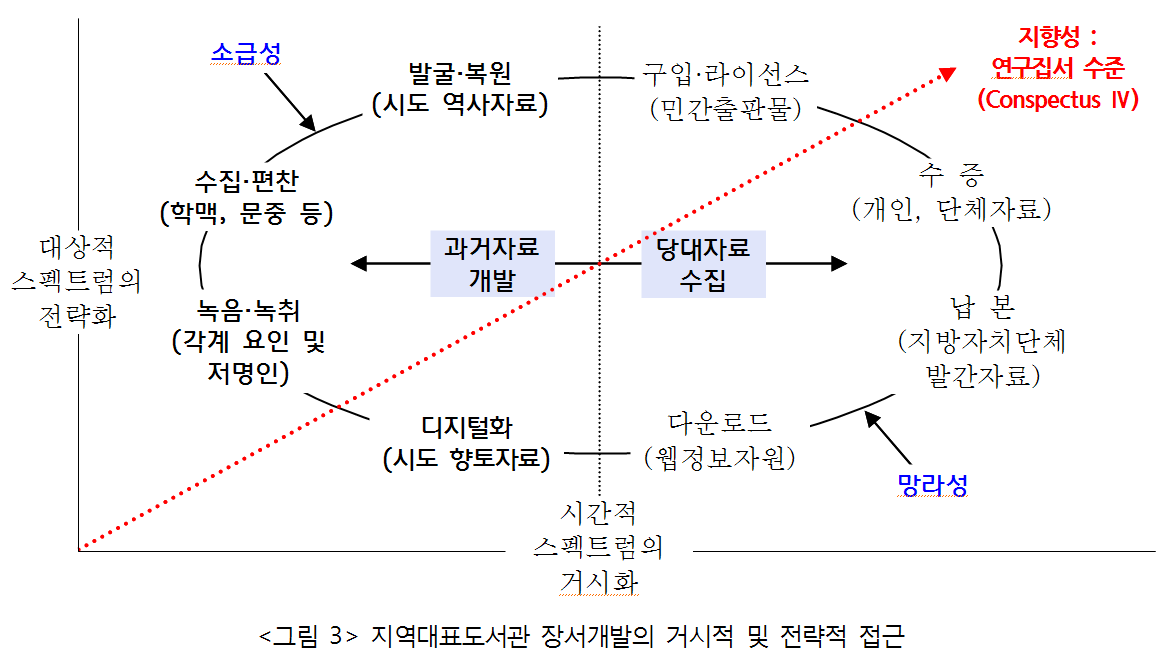 지향성 :
연구집서 수준
(Conspectus Ⅳ)
소급성
발굴·복원
(시도 역사자료)
구입·라이선스
(민간출판물)
수집·편찬
(학맥, 문중 등)
수 증
(개인, 단체자료)
대상적
스펙트럼의
전략화
과거자료
개발
당대자료
수집
녹음·녹취
(각계 요인 및
저명인)
납 본
(지방자치단체
발간자료)
디지털화
(시도 향토자료)
다운로드
(웹정보자원)
망라성
시간적
스펙트럼의
거시화
<그림 3> 지역대표도서관 장서개발의 거시적 및 전략적 접근